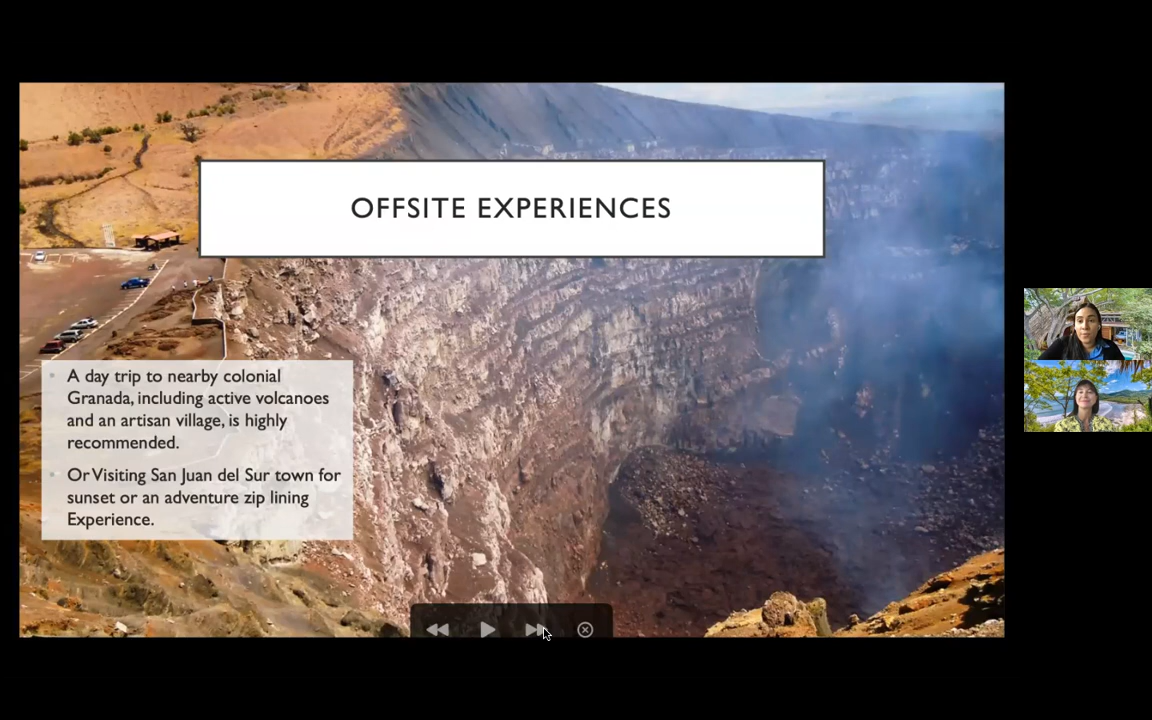 OFFSITE EXPERIENCES
A day trip to nearby colonial
Granada, including active volcanoes
and an artisan village, is highly
recommended.
Or Visiting San Juan del Sur town for
sunset or an adventure zip lining
Experience.